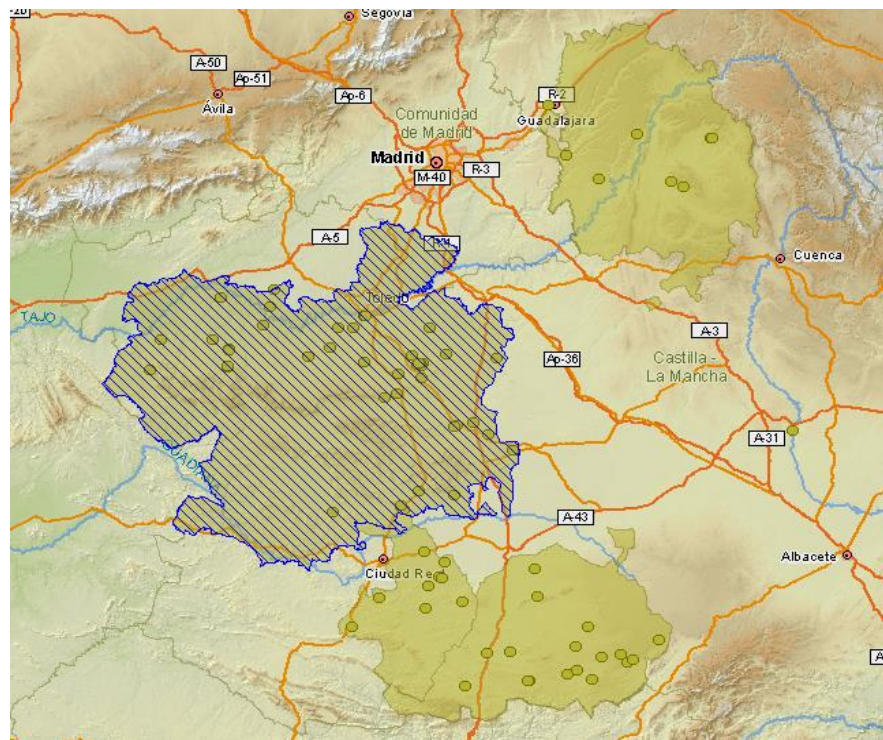 Segovia
A-50
Ap-51
Ávila
Ap-6
R-2
Guadalajara
Comunidad
de Madrid
Madrid
R-3
M-40
A-5
Cuenca
Toledo
TAJO
A-3
Ap-36
Castilla -
La Mancha
A-31
A-43
Albacete
Ciudad Real